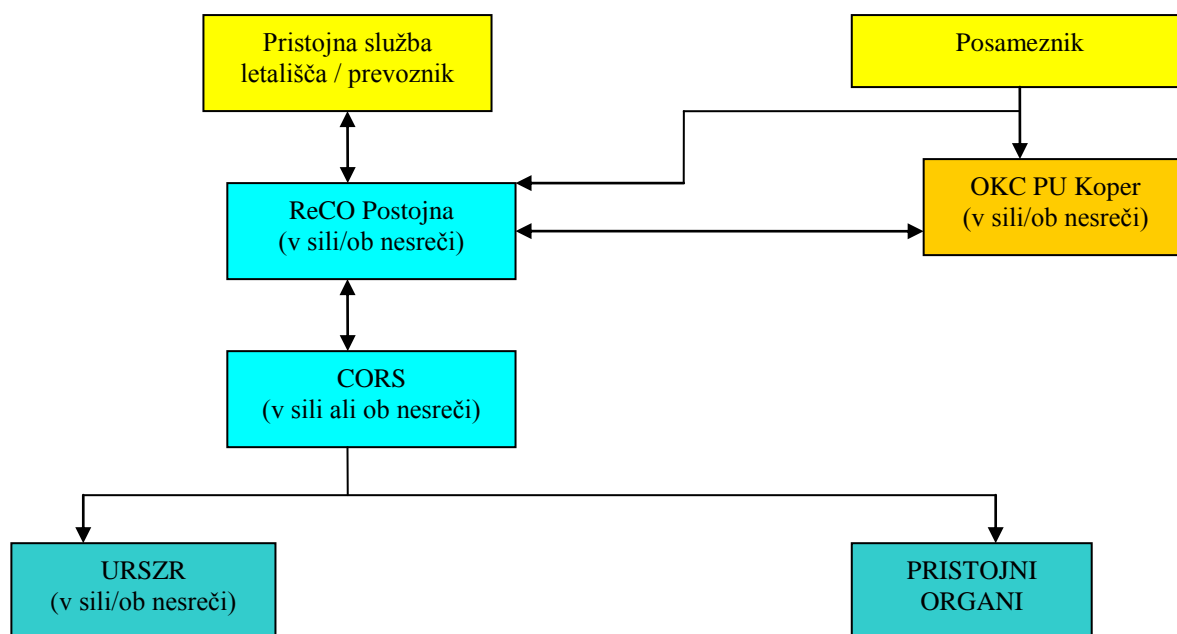 Pristojna služba
letališča / prevoznik
Posameznik
ReCO Postojna
(v sili/ob nesreči)
OKC PU Koper
(v sili/ob nesreči)
CORS
(v sili ali ob nesreči)
URSZR
(v sili/ob nesreči)
PRISTOJNI
ORGANI